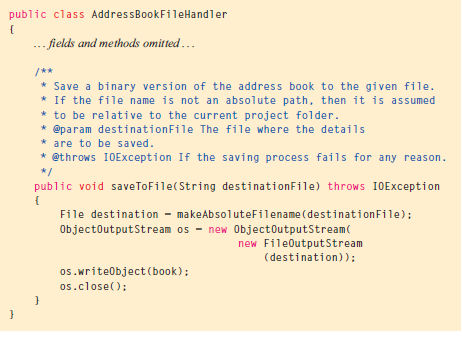 public class AddressBookFileHandler
{
... fields and methods omitted ...
/**
* Save a binary version of the address book to the given file.
* If the file name is not an absolute path, then it is assumed
* to be relative to the current project folder.
* @param destinationFile The file where the details
* are to be saved.
* @throws IOException If the saving process fails for any reason.
*/
public void saveToFile(String destinationFile) throws IOException
{
File destination = makeAbsoluteFilename(destinationFile);
ObjectOutputStream os = new ObjectOutputStream(
new FileOutputStream
(destination));
os.writeObject(book);
os.close();
}
}